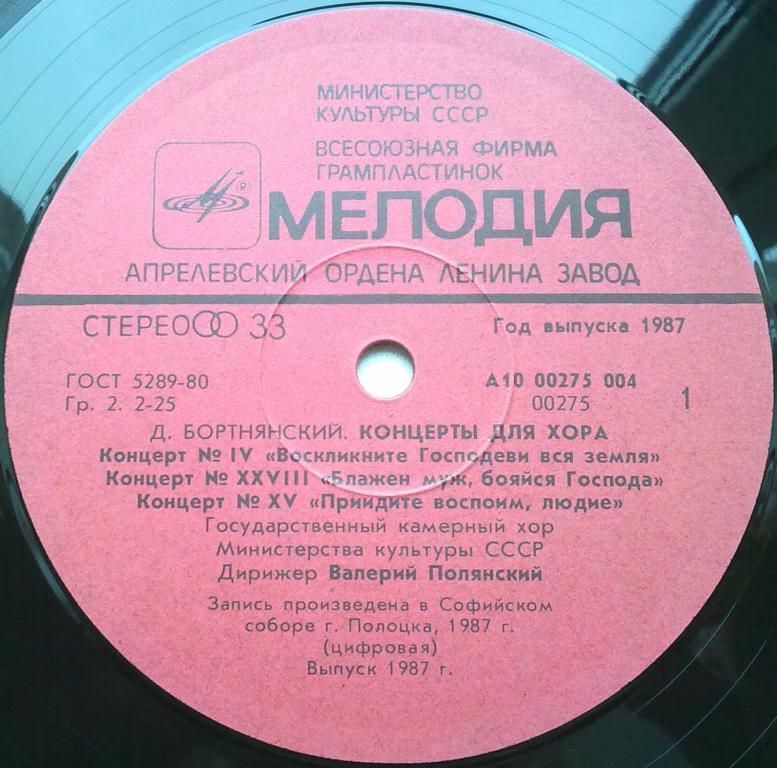 МИНИСТЕРСТВО
КУЛЬТУРЫ СССР
ВСЕСОЮЗНАЯ ФИРМА
ГРАМПЛАСТИНОК
®
МЕЛОДИЯ
АПРЕЛЕВСКИЙ ОРДЕНА ЛЕНИНА ЗАВОД
СТЕРЕО 33
Год выпуска 1987
ГОСТ 5289-80
Гр. 2. 2-25
А10 00275 004
00275
1
Д. БОРТНЯНСКИЙ. КОНЦЕРТЫ ДЛЯ ХОРА
Концерт № IV «Воскликните Господеви вся земля»
Концерт № XXVIII «Блажен муж, бояйся Господа»
Концерт № XV «Приидите воспоим, людие»
Государственный камерный хор
Министерства культуры СССР
Дирижер Валерий Полянский
Запись произведена в Софийском
соборе г. Полоцка, 1987 г.
(цифровая)
Выпуск 1987 г.